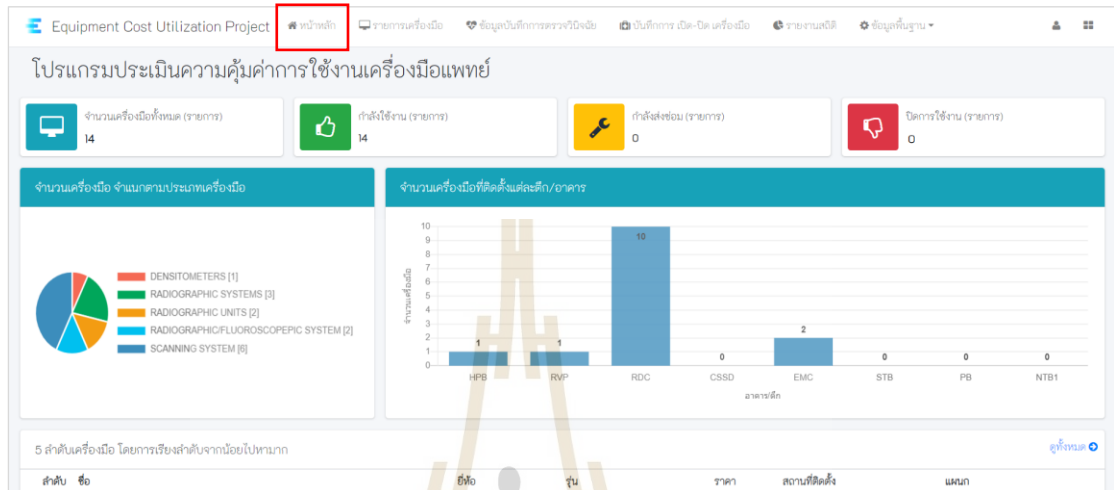 Equipment Cost Utilization Project หน้าหลัก รายการเครื่องมือ ข้อมูลบันทึกการตรวจวินิจฉัย บันทึกการ เปิด-ปิด เครื่องมือ รายงานสถิติ ข้อมูลพื้นฐาน
โปรแกรมประเมินความคุ้มค่าการใช้งานเครื่องมือแพทย์
จำนวนเครื่องมือทั้งหมด (รายการ)
14
กำลังใช้งาน (รายการ)
14
กำลังส่งซ่อม (รายการ)
0
ปิดการใช้งาน (รายการ)
0
จำนวนเครื่องมือ จำแนกตามประเภทเครื่องมือ
DENSITOMETERS [1]
RADIOGRAPHIC SYSTEMS [3]
RADIOGRAPHIC UNITS [2]
RADIOGRAPHIC/FLUOROSCOPEPIC SYSTEM [2]
SCANNING SYSTEM [6]
จำนวนเครื่องมือที่ติดตั้งแต่ละตึก/อาคาร
จำนวนเครื่องมือ
10
9
8
7
6
5
4
3
2
1
0
1 1 10 0 2 0 0 0
HPB RVP RDC CSSD EMC STB PB NTB1
อาคาร/ตึก
5 ลำดับเครื่องมือ โดยการเรียงลำดับจากน้อยไปหามาก ดูทั้งหมด
ลำดับ ชื่อ ยี่ห้อ รุ่น ราคา สถานที่ติดตั้ง แผนก